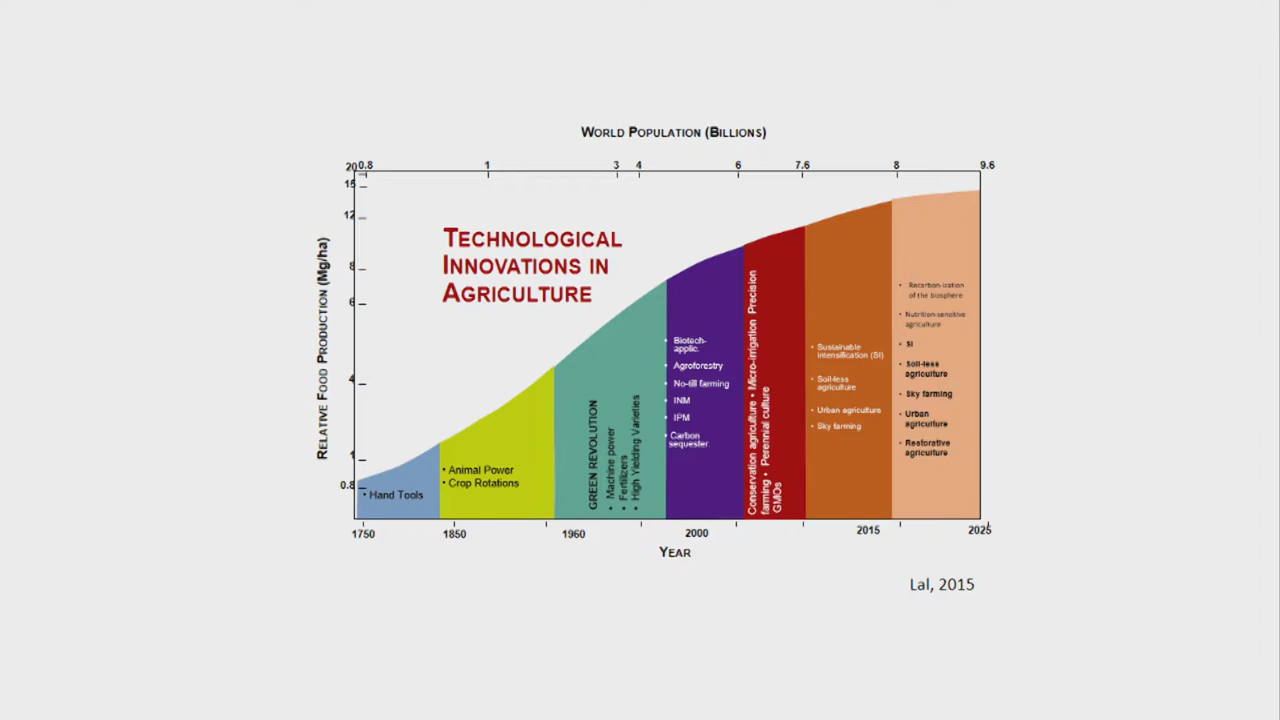 WORLD POPULATION (BILLIONS)
0.8 1 3 4 6 7.6 8 9.6
20
15
12
8
6
4
1
0.8
RELATIVE FOOD PRODUCTION (Mg/ha)
TECHNOLOGICAL
INNOVATIONS IN
AGRICULTURE
• Hand Tools
• Animal Power
• Crop Rotations
GREEN REVOLUTION
• Machine power
• Fertilizers
• High Yielding Varieties
• Biotech-
applic.
• Agroforestry
• No-till farming
• INM
• IPM
• Carbon
sequester.
Conservation agriculture • Micro-irrigation Precision
farming • Perennial culture
GMOs
• Sustainable
intensification (SI)
• Soil-less
agriculture
• Urban agriculture
• Sky farming
• Recarbon-ization
of the biosphere
• Nutrition-sensitive
agriculture
• SI
• Soil-less
agriculture
• Sky farming
• Urban
agriculture
• Restorative
agriculture
1750 1850 1960 2000 2015 2025
YEAR
Lal, 2015